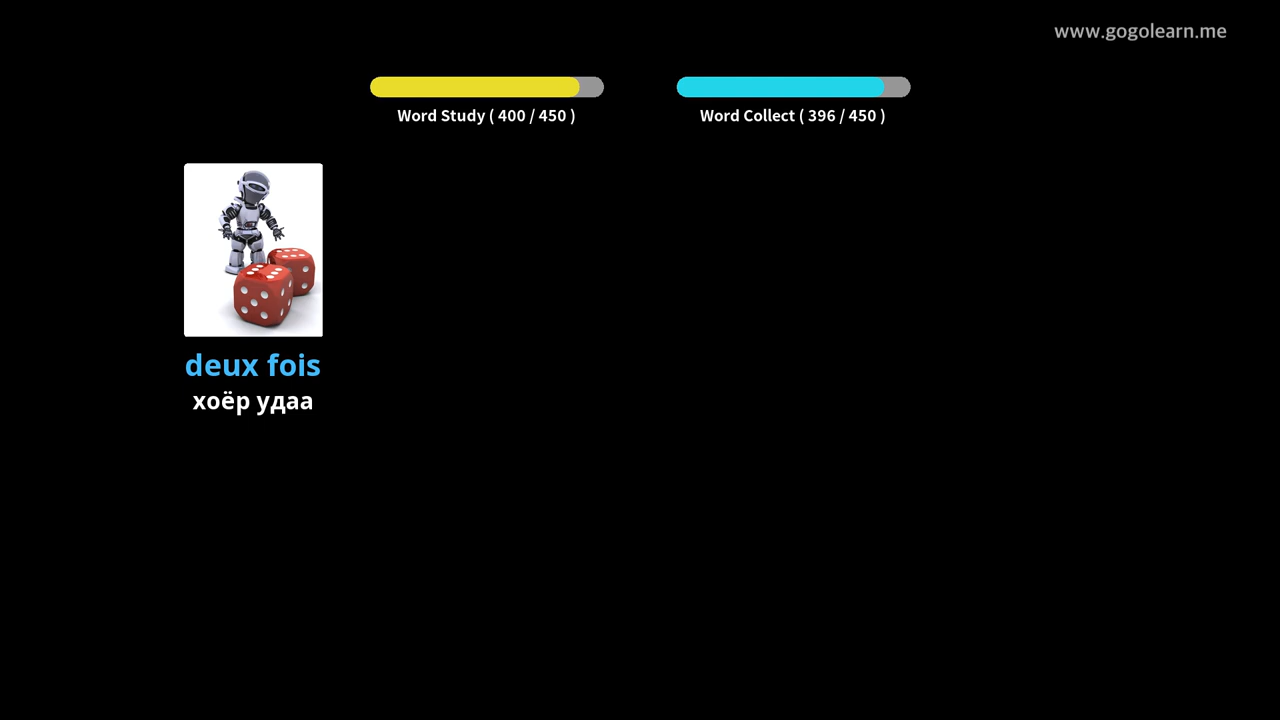 www.gogolearn.me
Word Study ( 400 / 450 )
Word Collect ( 396 / 450 )
deux fois
хоёр удаа